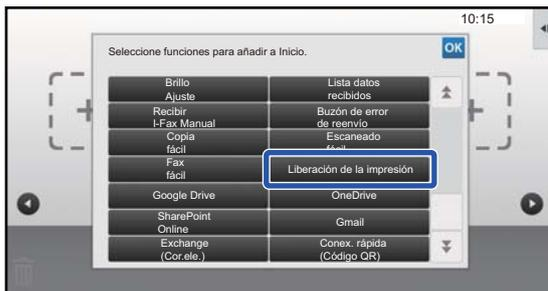 10:15
Seleccione funciones para añadir a Inicio.
OK
Brillo
Ajuste
Lista datos
recibidos
Recibir
I-Fax Manual
Buzón de error
de reenvío
Copia
fácil
Escaneado
fácil
Fax
fácil
Liberación de la impresión
Google Drive
OneDrive
SharePoint
Online
Gmail
Exchange
(Cor.ele.)
Conex. rápida
(Código QR)